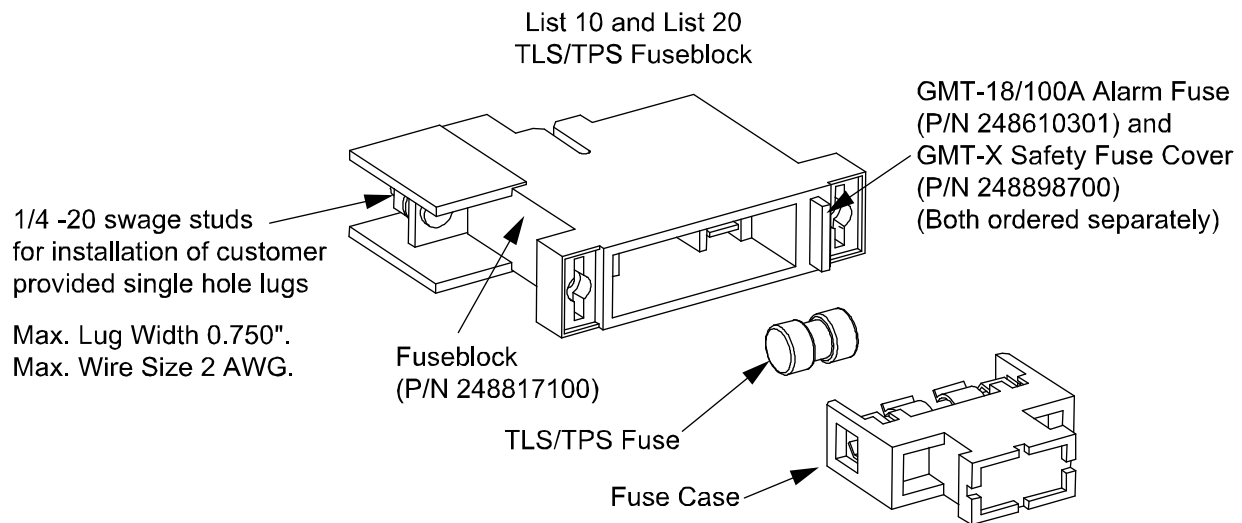 List 10 and List 20
TLS/TPS Fuseblock
GMT-18/100A Alarm Fuse
(P/N 248610301) and
GMT-X Safety Fuse Cover
(P/N 248898700)
(Both ordered separately)
1/4 -20 swage studs
for installation of customer
provided single hole lugs
Max. Lug Width 0.750".
Max. Wire Size 2 AWG.
Fuseblock
(P/N 248817100)
TLS/TPS Fuse
Fuse Case